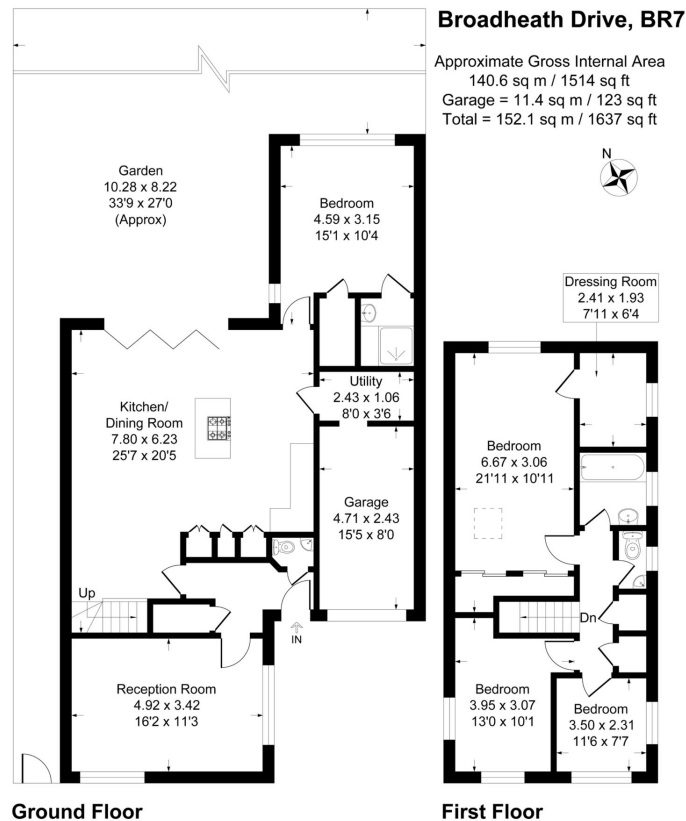 Broadheath Drive, BR7
Approximate Gross Internal Area
140.6 sq m / 1514 sq ft
Garage = 11.4 sq m / 123 sq ft
Total = 152.1 sq m / 1637 sq ft
N
Garden
10.28 x 8.22
33'9 x 27'0
(Approx)
Bedroom
4.59 x 3.15
15'1 x 10'4
Dressing Room
2.41 x 1.93
7'11 x 6'4
Utility
2.43 x 1.06
8'0 x 3'6
Kitchen/
Dining Room
7.80 x 6.23
25'7 x 20'5
Bedroom
6.67 x 3.06
21'11 x 10'11
Garage
4.71 x 2.43
15'5 x 8'0
Up
IN
Dn
Reception Room
4.92 x 3.42
16'2 x 11'3
Bedroom
3.95 x 3.07
13'0 x 10'1
Bedroom
3.50 x 2.31
11'6 x 7'7
Ground Floor
First Floor